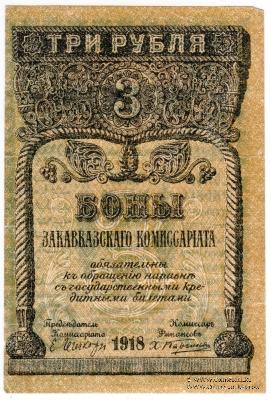 ТРИ РУБЛЯ
3
БОНЫ
ЗАКАВКАЗСКАГО КОМИССАРІАТА
обязательны
къ обращенію наравнѣ
съ государственными кре-
дитными билетами
Предсѣдатель Комиссаръ
Комиссаріата Финансовъ
1918